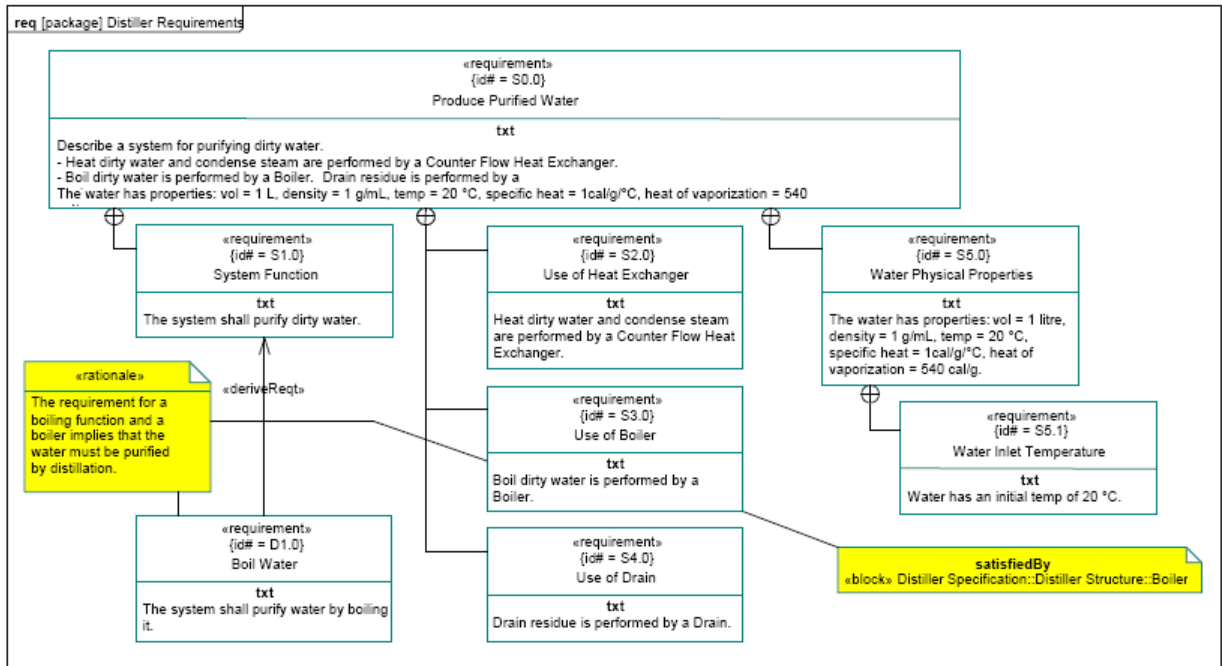 req [package] Distiller Requirements
«requirement»
{id# = S0.0}
Produce Purified Water
txt
Describe a system for purifying dirty water.
- Heat dirty water and condense steam are performed by a Counter Flow Heat Exchanger.
- Boil dirty water is performed by a Boiler. Drain residue is performed by a
The water has properties: vol = 1 L, density = 1 g/mL, temp = 20 °C, specific heat = 1cal/g/°C, heat of vaporization = 540
«requirement»
{id# = S1.0}
System Function
txt
The system shall purify dirty water.
«requirement»
{id# = S2.0}
Use of Heat Exchanger
txt
Heat dirty water and condense steam
are performed by a Counter Flow Heat
Exchanger.
«requirement»
{id# = S5.0}
Water Physical Properties
txt
The water has properties: vol = 1 litre,
density = 1 g/mL, temp = 20 °C,
specific heat = 1cal/g/°C, heat of
vaporization = 540 cal/g.
«rationale»
The requirement for a
boiling function and a
boiler implies that the
water must be purified
by distillation.
«deriveReqt»
«requirement»
{id# = S3.0}
Use of Boiler
txt
Boil dirty water is performed by a
Boiler.
«requirement»
{id# = S5.1}
Water Inlet Temperature
txt
Water has an initial temp of 20 °C.
«requirement»
{id# = D1.0}
Boil Water
txt
The system shall purify water by boiling
it.
«requirement»
{id# = S4.0}
Use of Drain
txt
Drain residue is performed by a Drain.
satisfiedBy
«block» Distiller Specification::Distiller Structure::Boiler